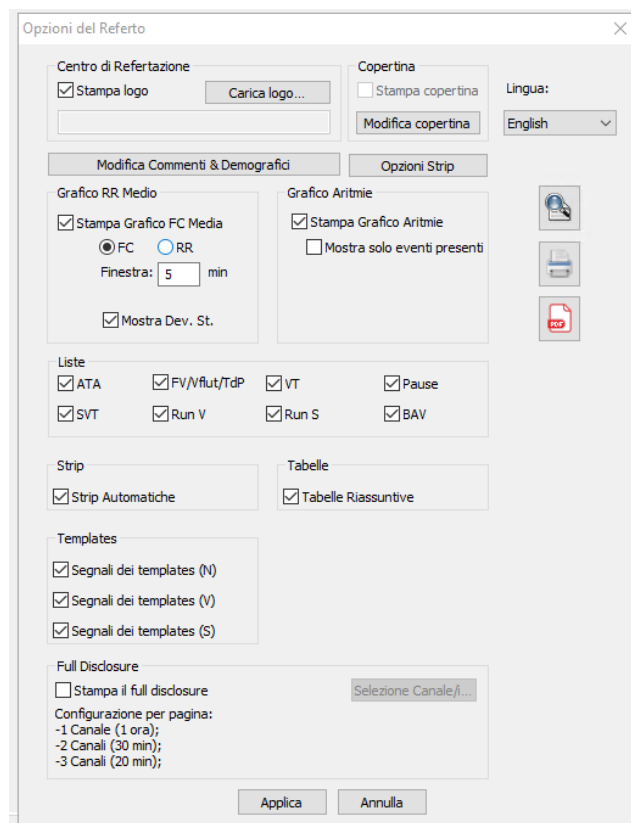 Opzioni del Referto
Centro di Refertazione
Stampa logo
Carica logo...
Copertina
Stampa copertina
Modifica copertina
Lingua:
English
Modifica Commenti & Demografici
Opzioni Strip
Grafico RR Medio
Stampa Grafico FC Media
FC RR
Finestra: 5 min
Mostra Dev. St.
Grafico Aritmie
Stampa Grafico Aritmie
Mostra solo eventi presenti
PDF
Liste
ATA FV/Vflut/TdP VT Pause
SVT Run V Run S BAV
Strip
Strip Automatiche
Tabelle
Tabelle Riassuntive
Templates
Segnali dei templates (N)
Segnali dei templates (V)
Segnali dei templates (S)
Full Disclosure
Stampa il full disclosure
Selezione Canale/i...
Configurazione per pagina:
-1 Canale (1 ora);
-2 Canali (30 min);
-3 Canali (20 min);
Applica Annulla